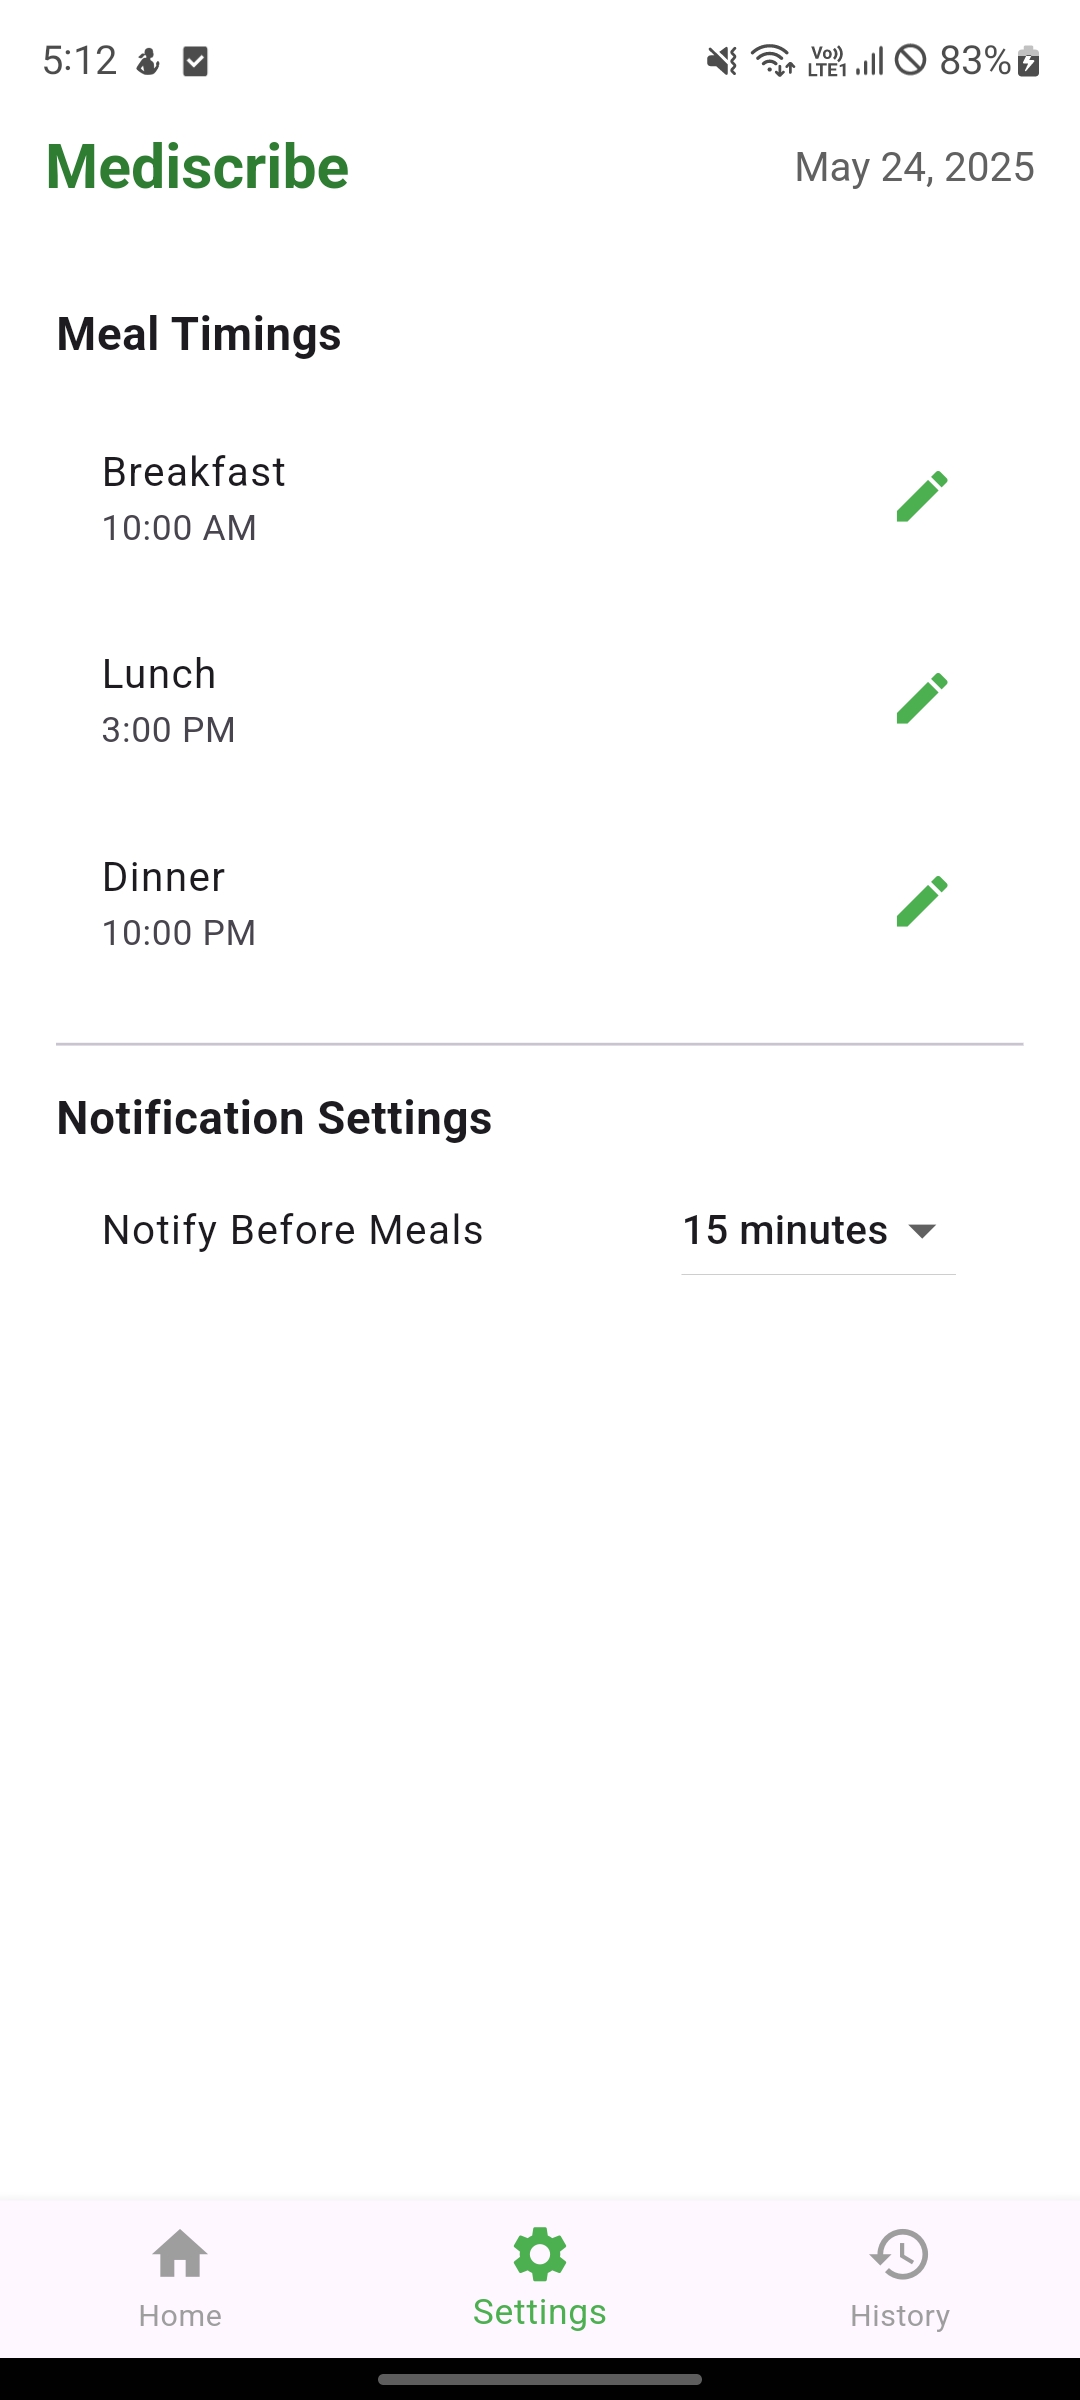 5:12 Vo)) LTE1 83%
Mediscribe May 24, 2025
Meal Timings
Breakfast
10:00 AM
Lunch
3:00 PM
Dinner
10:00 PM
Notification Settings
Notify Before Meals 15 minutes
Home Settings History